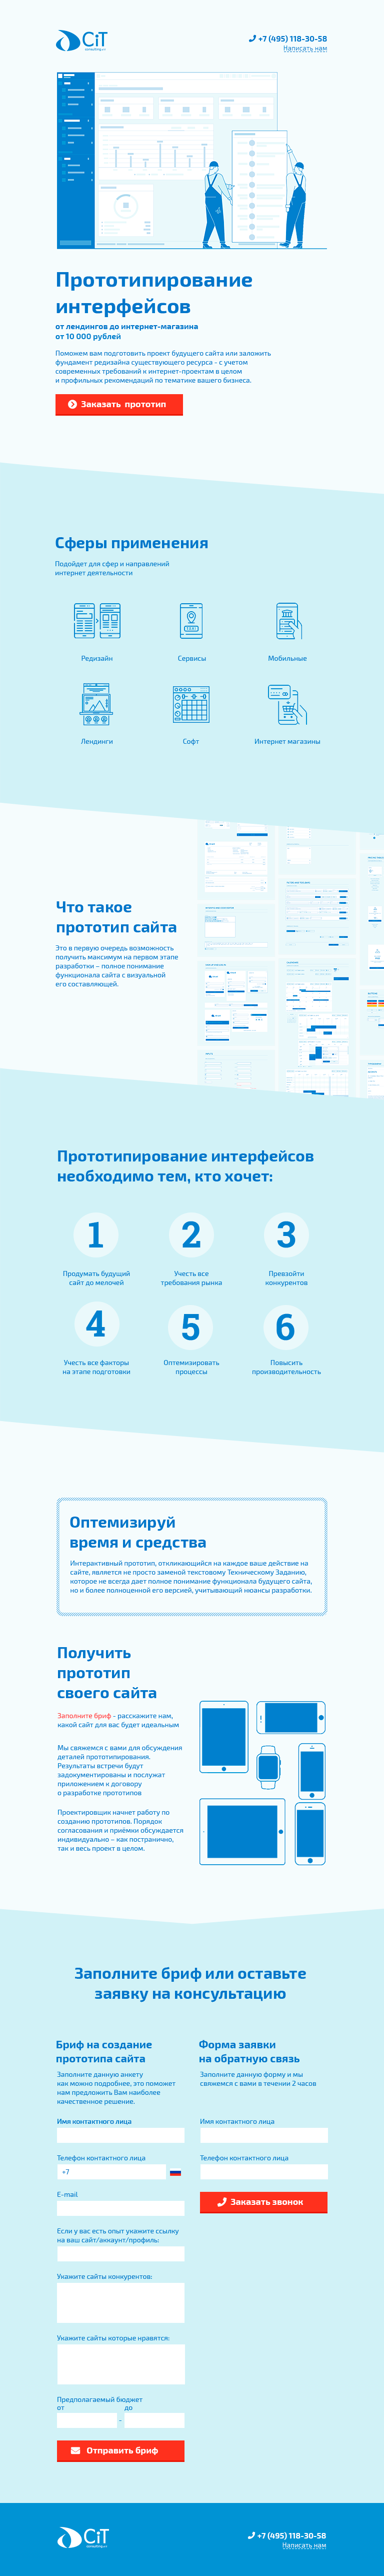 CiT
consulting
+7 (495) 118-30-58
Написать нам
Прототипирование
интерфейсов
от лендингов до интернет-магазина
от 10 000 рублей
Поможем вам подготовить проект будущего сайта или заложить
фундамент редизайна существующего ресурса - с учетом
современных требований к интернет-проектам в целом
и профильных рекомендаций по тематике вашего бизнеса.
Заказать прототип
Сферы применения
Подойдет для сфер и направлений
интернет деятельности
Редизайн
Сервисы
Мобильные
Лендинги
Софт
Интернет магазины
Что такое
прототип сайта
Это в первую очередь возможность
получить максимум на первом этапе
разработки – полное понимание
функционала сайта с визуальной
его составляющей.
Прототипирование интерфейсов
необходимо тем, кто хочет:
1
2
3
Продумать будущий
сайт до мелочей
Учесть все
требования рынка
Превзойти
конкурентов
4
5
6
Учесть все факторы
на этапе подготовки
Оптемизировать
процессы
Повысить
производительность
Оптемизируй
время и средства
Интерактивный прототип, откликающийся на каждое ваше действие на
сайте, является не просто заменой текстовому Техническому Заданию,
которое не всегда дает полное понимание функционала будущего сайта,
но и более полноценной его версией, учитывающий нюансы разработки.
Получить
прототип
своего сайта
Заполните бриф - расскажите нам,
какой сайт для вас будет идеальным
Мы свяжемся с вами для обсуждения
деталей прототипирования.
Результаты встречи будут
задокументированы и послужат
приложением к договору
о разработке прототипов
Проектировщик начнет работу по
созданию прототипов. Порядок
согласования и приёмки обсуждается
индивидуально – как постранично,
так и весь проект в целом.
Заполните бриф или оставьте
заявку на консультацию
Бриф на создание
прототипа сайта
Заполните данную анкету
как можно подробнее, это поможет
нам предложить Вам наиболее
качественное решение.
Имя контактного лица
Телефон контактного лица
+7
E-mail
Если у вас есть опыт укажите ссылку
на ваш сайт/аккаунт/профиль:
Укажите сайты конкурентов:
Укажите сайты которые нравятся:
Предполагаемый бюджет
от до
–
Отправить бриф
Форма заявки
на обратную связь
Заполните данную форму и мы
свяжемся с вами в течении 2 часов
Имя контактного лица
Телефон контактного лица
Заказать звонок
CiT
consulting
+7 (495) 118-30-58
Написать нам